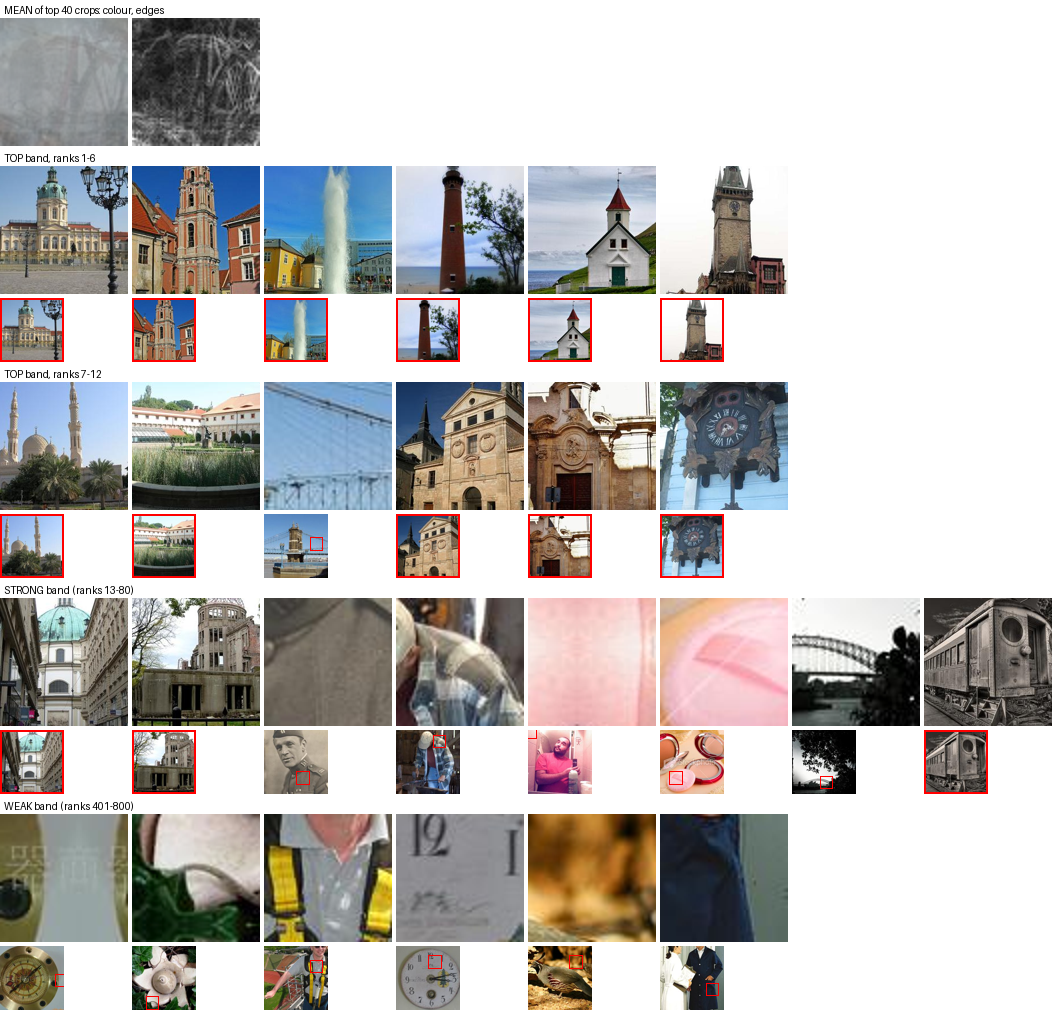 MEAN of top 40 crops: colour, edges
TOP band, ranks 1-6
TOP band, ranks 7-12
STRONG band (ranks 13-80)
WEAK band (ranks 401-800)
12